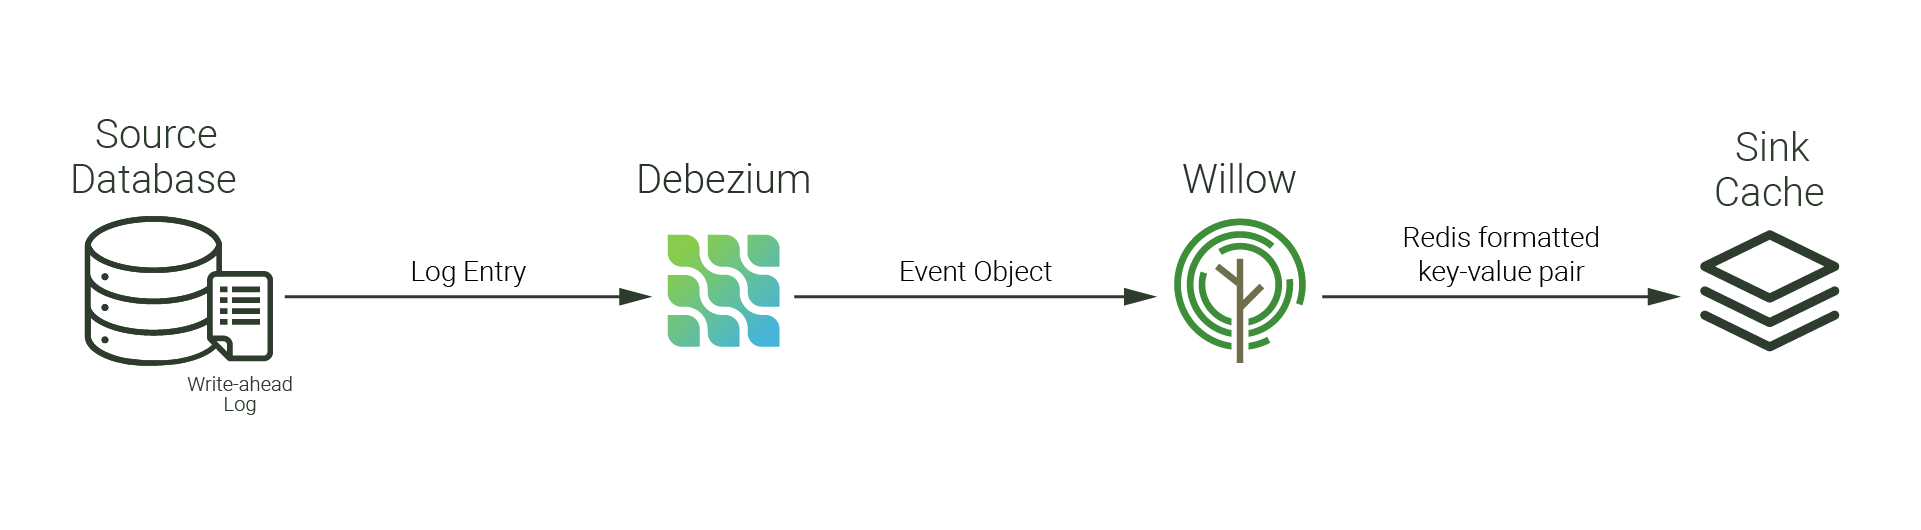 Source
Database
Write-ahead
Log
Log Entry
Debezium
Event Object
Willow
Redis formatted
key-value pair
Sink
Cache